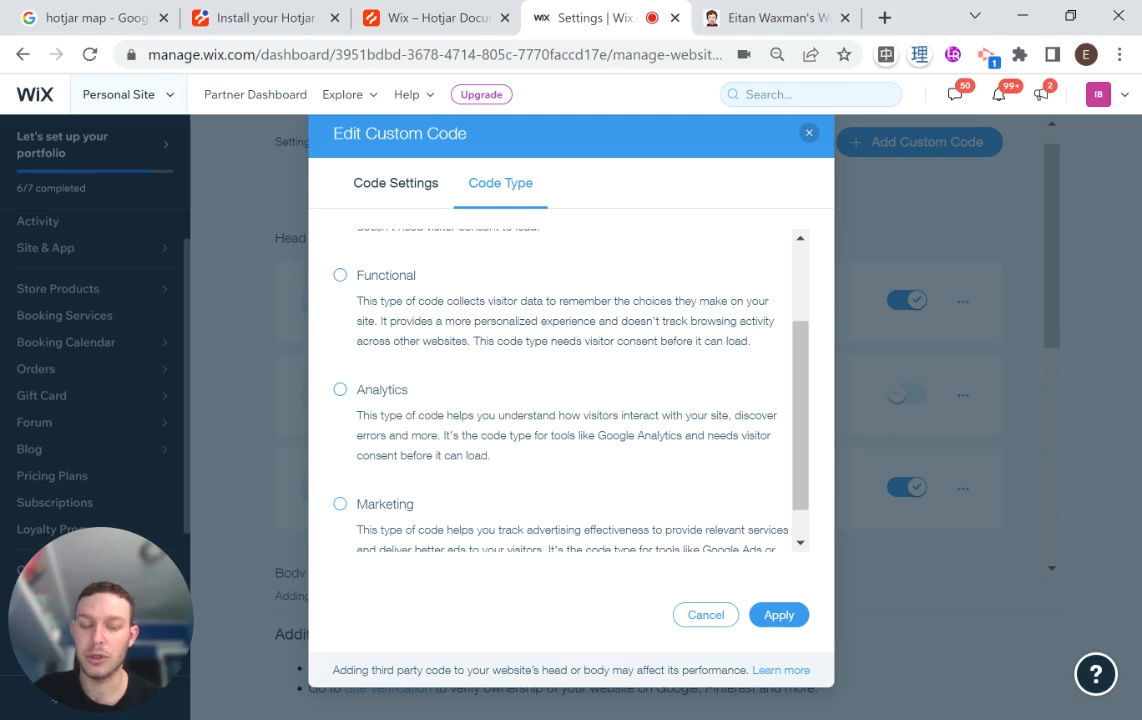 hotjar map - Goog
Install your Hotjar
Wix – Hotjar Docu
WIX Settings | Wix.
Eitan Waxman's W
manage.wix.com/dashboard/3951bdbd-3678-4714-805c-7770faccd17e/manage-websit...
E
WiX
Personal Site
Partner Dashboard
Explore
Help
Upgrade
Search...
50
99+
2
IB
Let's set up your
portfolio
6/7 completed
Activity
Site & App
Store Products
Booking Services
Booking Calendar
Orders
Gift Card
Forum
Blog
Pricing Plans
Subscriptions
Loyalty Pro
Setting
+ Add Custom Code
Head
Body
Adding
Additi
Edit Custom Code
Code Settings
Code Type
doesn't need visitor consent to load.
Functional
This type of code collects visitor data to remember the choices they make on your
site. It provides a more personalized experience and doesn't track browsing activity
across other websites. This code type needs visitor consent before it can load.
Analytics
This type of code helps you understand how visitors interact with your site, discover
errors and more. It's the code type for tools like Google Analytics and needs visitor
consent before it can load.
Marketing
This type of code helps you track advertising effectiveness to provide relevant services
and deliver better ads to your visitors. It's the code type for tools like Google Ads or
Cancel
Apply
Adding third party code to your website's head or body may affect its performance. Learn more
Go to Site Verification to verify ownership of your website on Google, Pinterest and more.
?